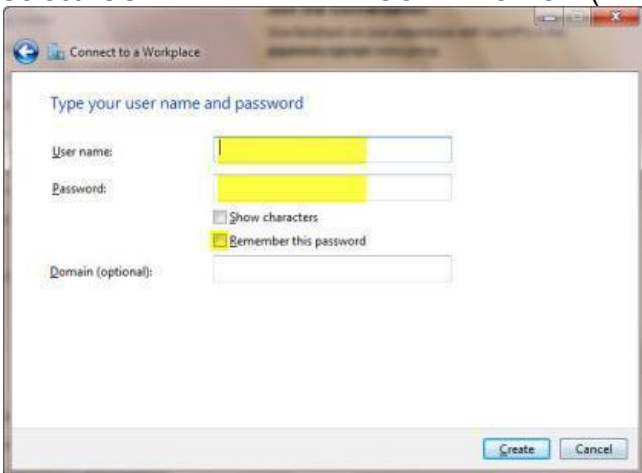 Connect to a Workplace
Type your user name and password
User name:
Password:
Show characters
Remember this password
Domain (optional):
Create Cancel